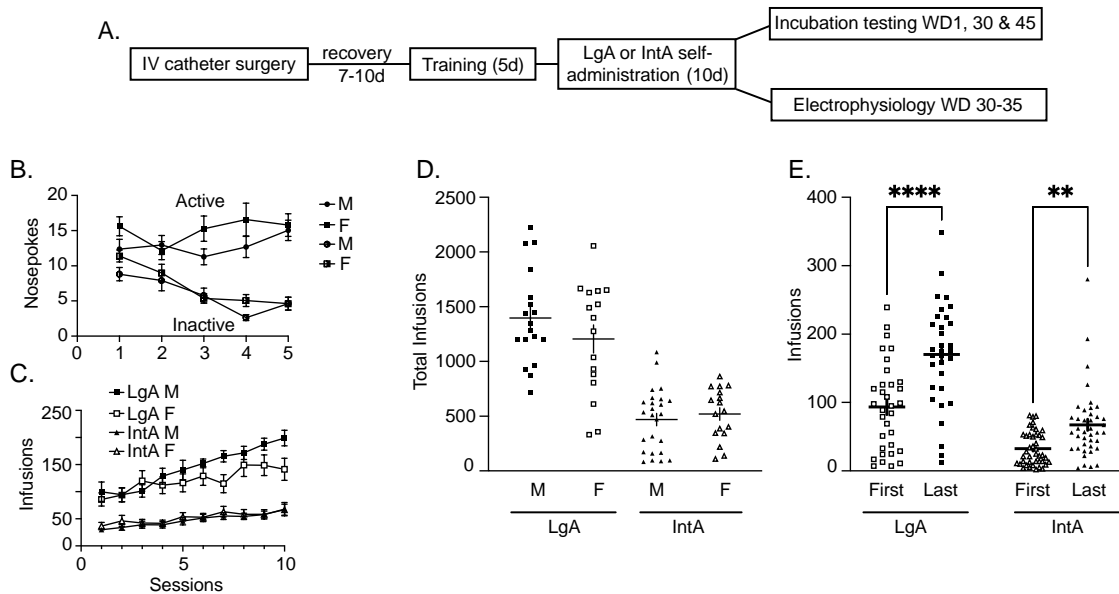 A.
IV catheter surgery
recovery
7-10d
Training (5d)
LgA or IntA self-
administration (10d)
Incubation testing WD1, 30 & 45
Electrophysiology WD 30-35
B.
20
15
10
5
0
Nosepokes
Active
Inactive
M
F
M
F
0 1 2 3 4 5
C.
LgA M
LgA F
IntA M
IntA F
250
150
50
0
Infusions
0 5 10
Sessions
D.
2500
2000
1500
1000
500
0
Total Infusions
M F M F
LgA IntA
E.
400
300
200
100
0
Infusions
**** **
First Last First Last
LgA IntA